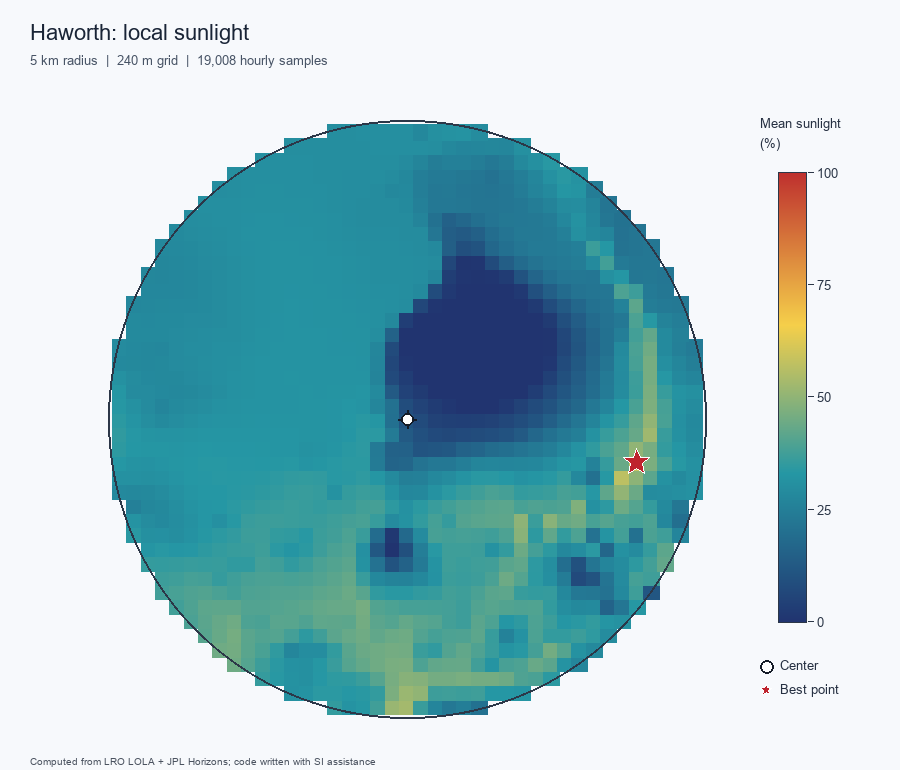 Haworth: local sunlight
5 km radius | 240 m grid | 19,008 hourly samples
Mean sunlight
(%)
100
75
50
25
0
Center
Best point
Computed from LRO LOLA + JPL Horizons; code written with SI assistance